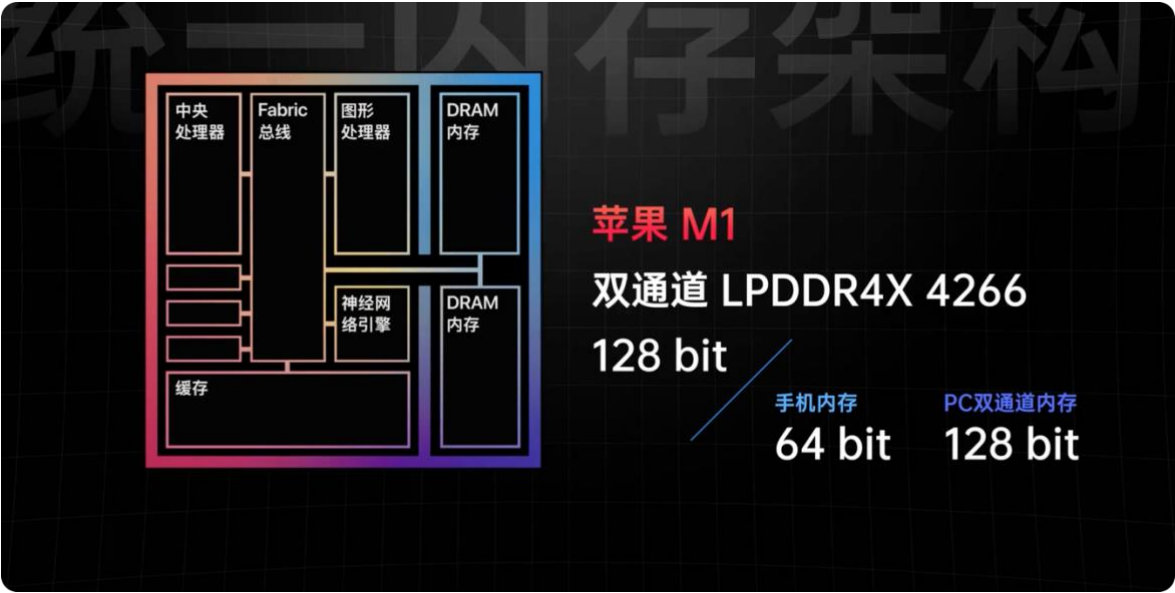 统一内存架构
中央
处理器
Fabric
总线
图形
处理器
DRAM
内存
苹果 M1
双通道 LPDDR4X 4266
神经网
络引擎
DRAM
内存
128 bit
缓存
手机内存
64 bit
PC双通道内存
128 bit